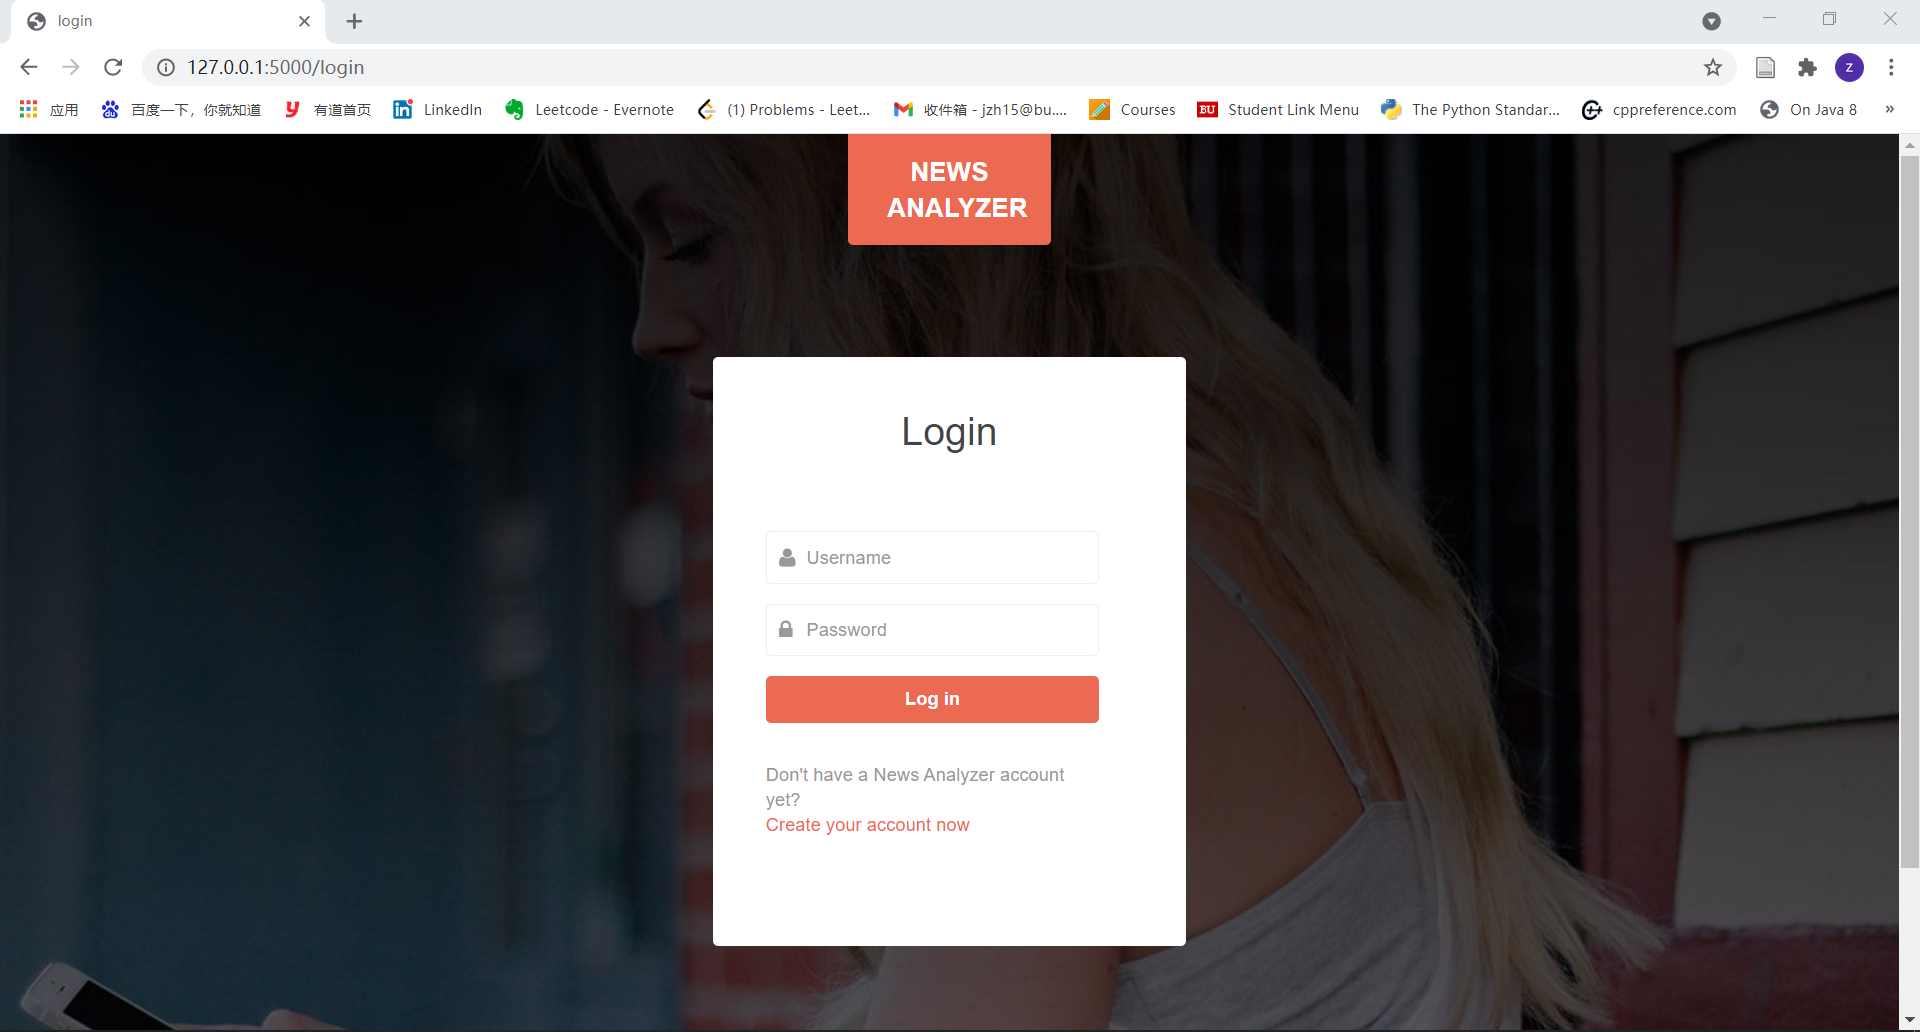 login
127.0.0.1:5000/login
z
应用
百度一下，你就知道
有道首页
LinkedIn
Leetcode - Evernote
(1) Problems - Leet...
收件箱 - jzh15@bu....
Courses
BU
Student Link Menu
The Python Standar...
cppreference.com
On Java 8
»
NEWS
ANALYZER
Login
Username
Password
Log in
Don't have a News Analyzer account
yet?
Create your account now